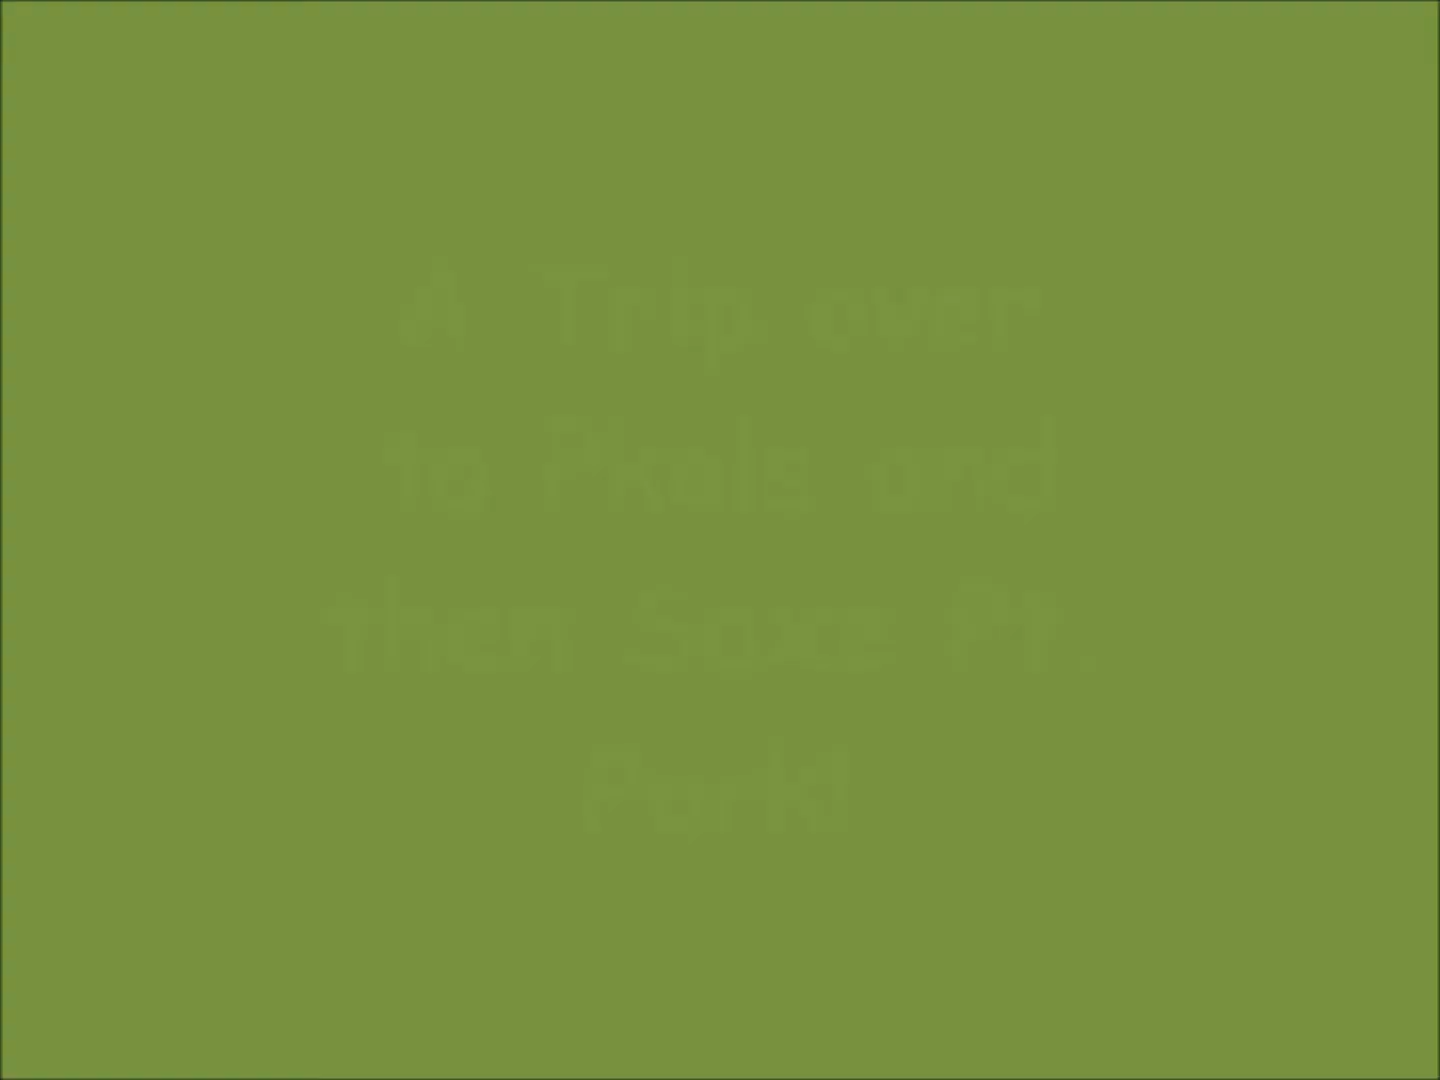 A Trip over
to Pkols and
then Saxe Pt.
Park!